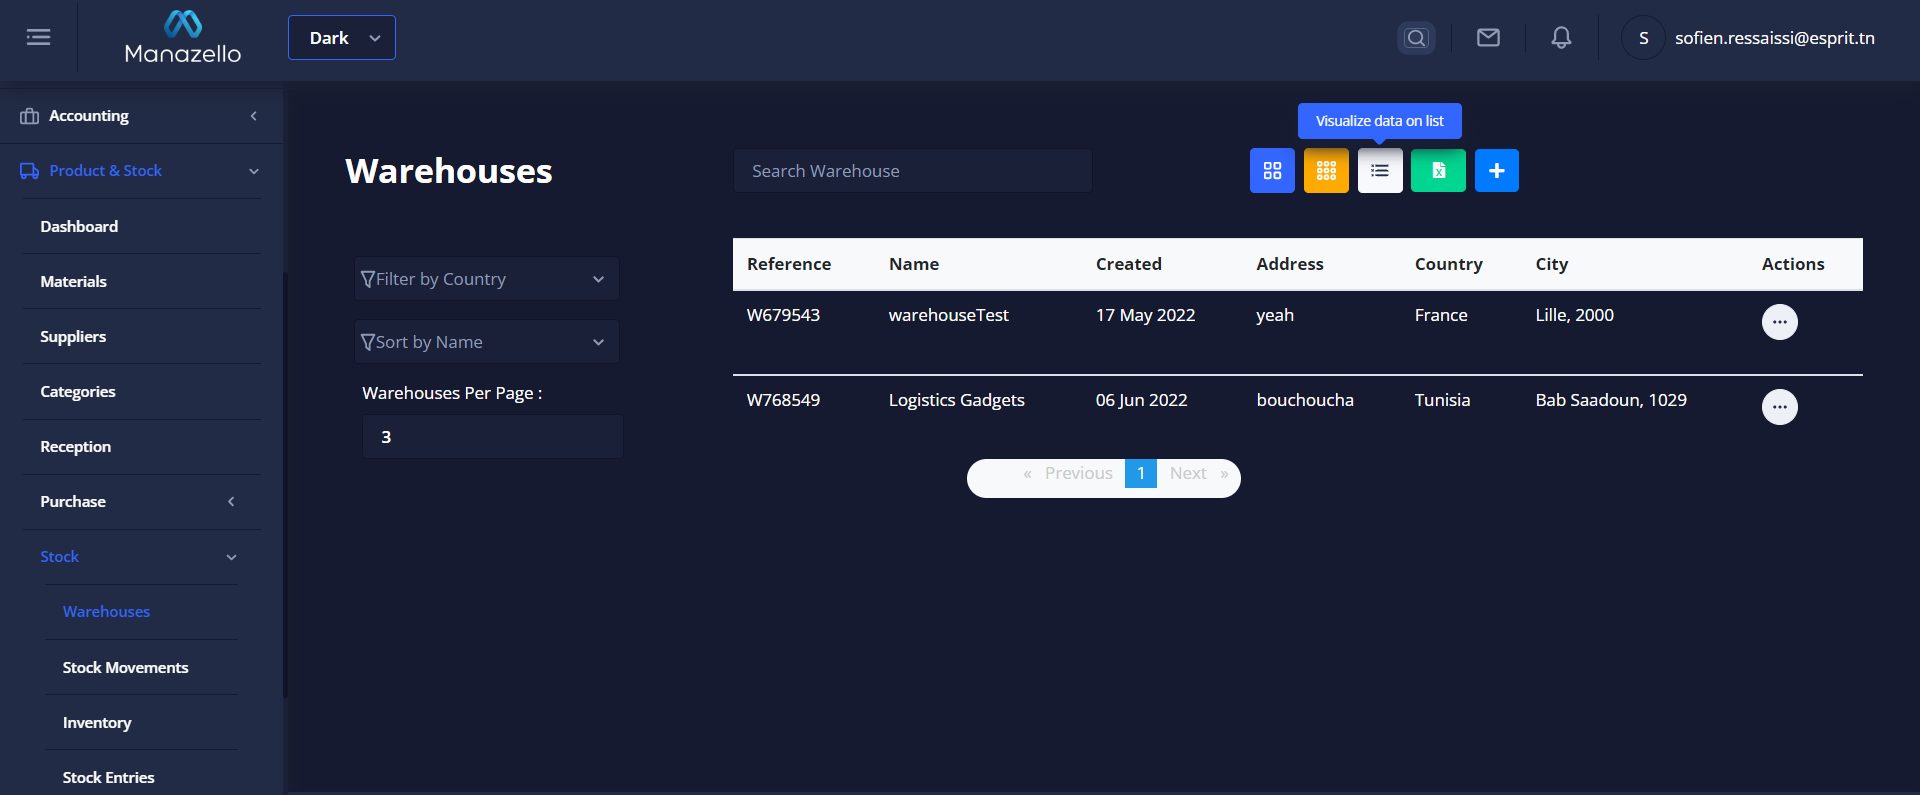 Manazello
Dark
S
sofien.ressaissi@esprit.tn
Accounting
Product & Stock
Dashboard
Materials
Suppliers
Categories
Reception
Purchase
Stock
Warehouses
Stock Movements
Inventory
Stock Entries
Warehouses
Search Warehouse
Visualize data on list
Filter by Country
Sort by Name
Warehouses Per Page :
3
Reference Name Created Address Country City Actions
W679543 warehouseTest 17 May 2022 yeah France Lille, 2000
W768549 Logistics Gadgets 06 Jun 2022 bouchoucha Tunisia Bab Saadoun, 1029
« Previous 1 Next »